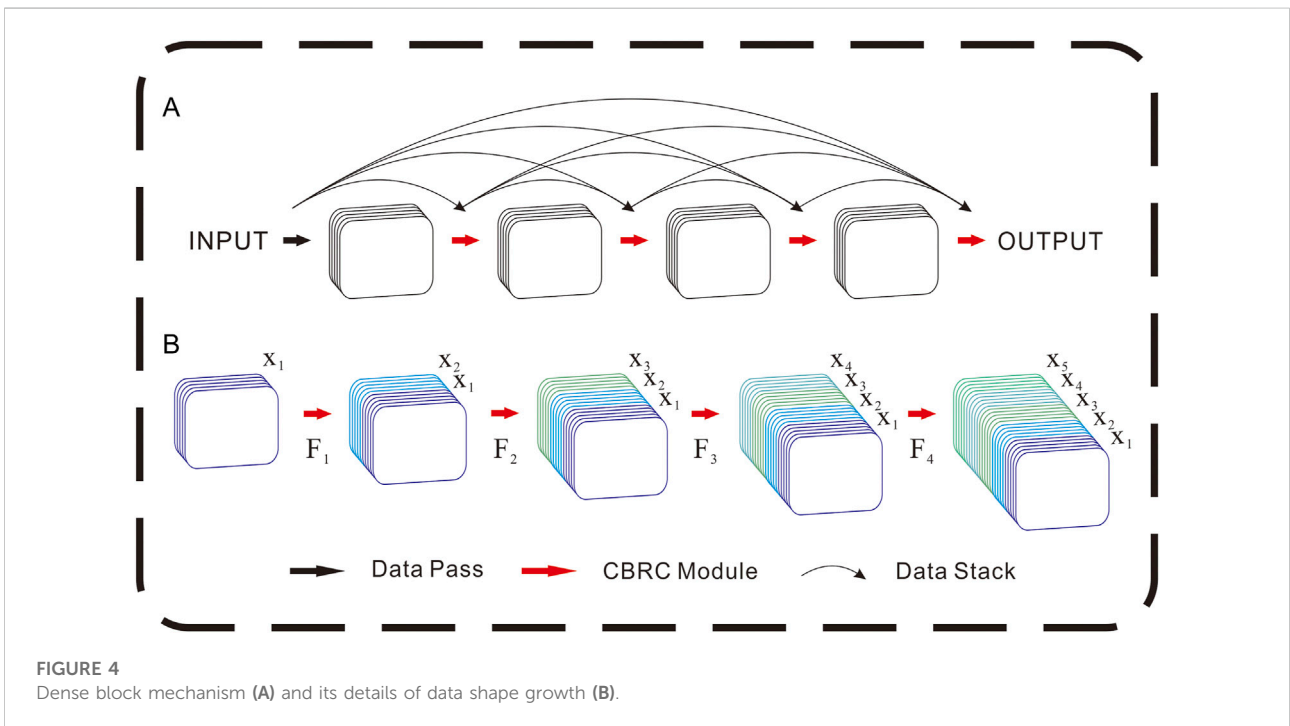 A
INPUT
OUTPUT
B
x₁
x₂
x₁
x₃
x₂
x₁
x₄
x₃
x₂
x₁
x₅
x₄
x₃
x₂
x₁
F₁
F₂
F₃
F₄
Data Pass
CBRC Module
Data Stack
FIGURE 4
Dense block mechanism (A) and its details of data shape growth (B).